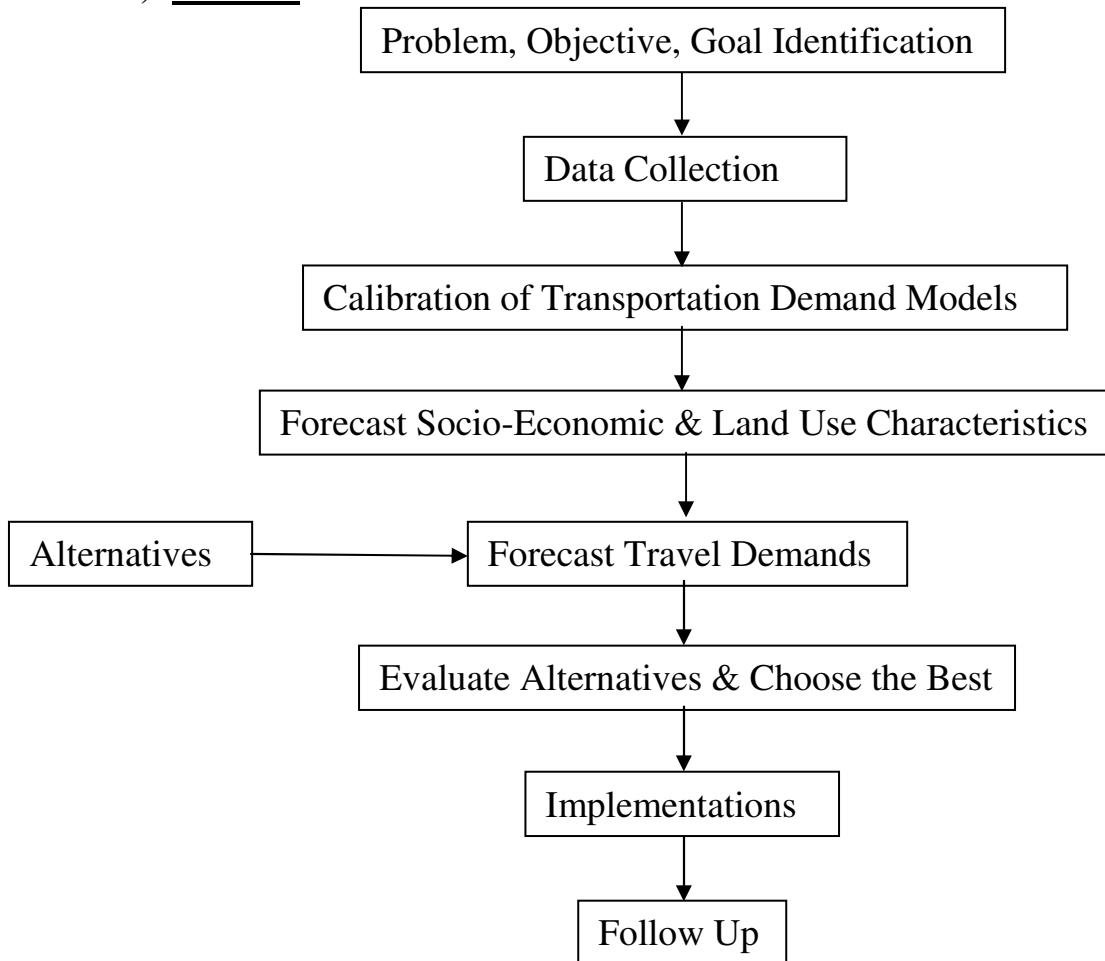 Problem, Objective, Goal Identification
Data Collection
Calibration of Transportation Demand Models
Forecast Socio-Economic & Land Use Characteristics
Alternatives
Forecast Travel Demands
Evaluate Alternatives & Choose the Best
Implementations
Follow Up